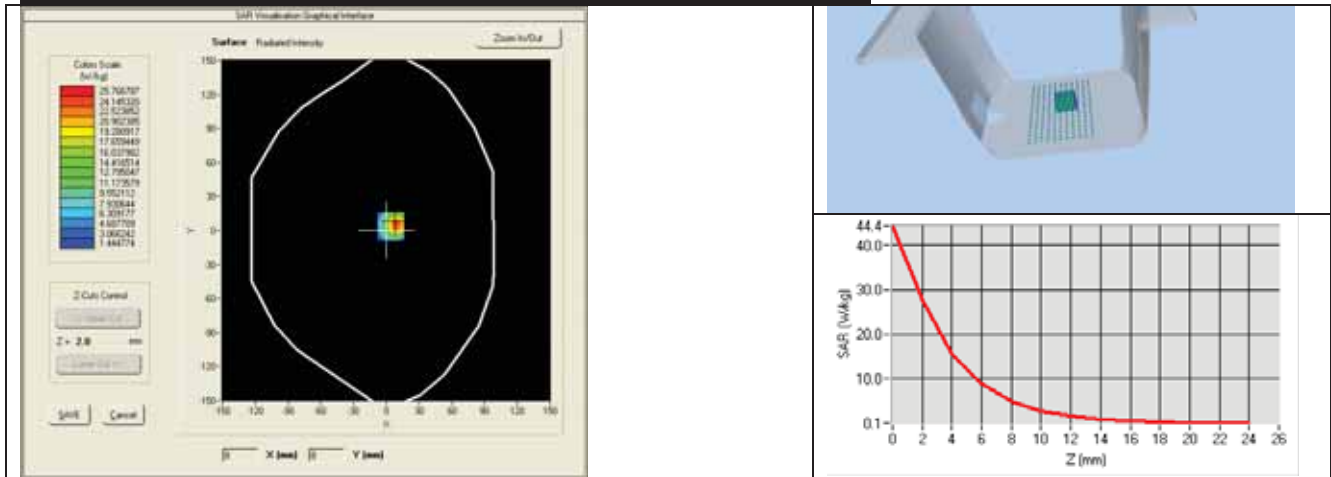 SAR Visualisation Graphical Interface
Surface Radiated Intensity
Zoom In/Out
Colors Scale
(W/kg)
25.766787
24.145320
22.523852
20.902385
19.280917
17.659449
16.037982
14.416514
12.795047
11.173579
9.552112
7.930644
6.309177
4.687709
3.066242
1.444774
150
120
90
60
30
Y 0
-30
-60
-90
-120
-150
-150 -120 -90 -60 -30 0 30 60 90 120 150
X
Z Cuts Control
Z = 2.0 mm
SAVE Cancel
0 X (mm) 0 Y (mm)
44.4
40.0
30.0
20.0
10.0
0.1
SAR (W/kg)
0 2 4 6 8 10 12 14 16 18 20 22 24 26
Z (mm)